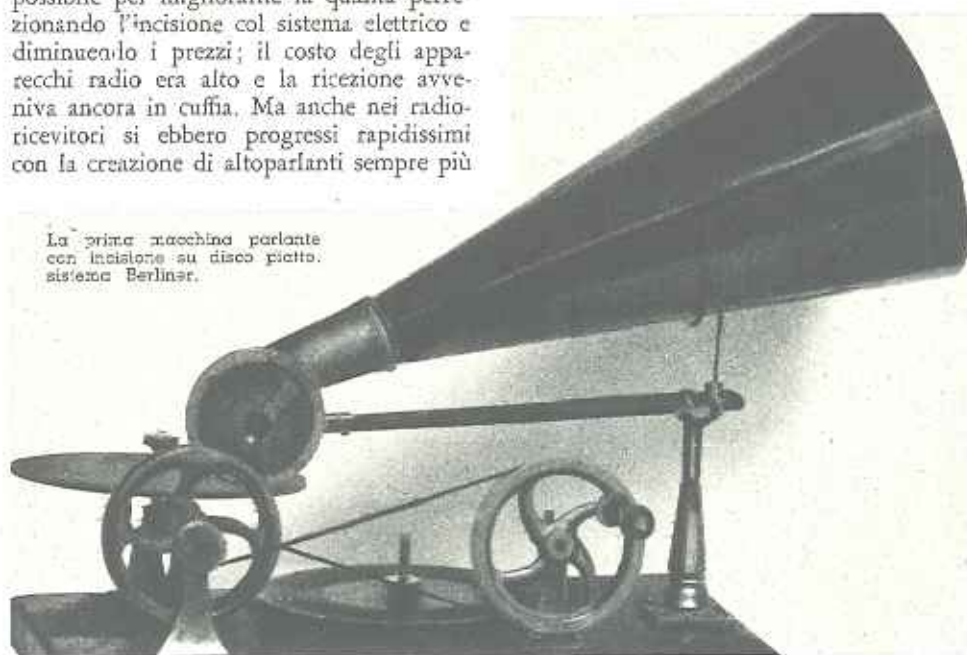 possibile per migliorarne la qualità perfe-
zionando l'incisione col sistema elettrico e
diminuendo i prezzi; il costo degli appa-
recchi radio era alto e la ricezione avve-
niva ancora in cuffia. Ma anche nei radio-
ricevitori si ebbero progressi rapidissimi
con la creazione di altoparlanti sempre più
La prima macchina parlante
con incisione su disco piatto,
sistema Berliner.